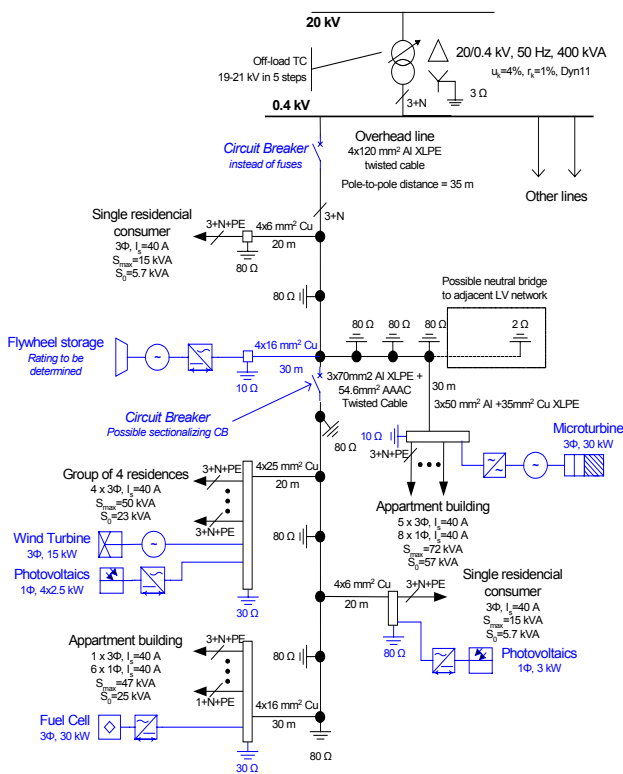 20 kV
Off-load TC
19-21 kV in 5 steps
20/0.4 kV, 50 Hz, 400 kVA
uk=4%, rk=1%, Dyn11
3+N
3 Ω
0.4 kV
Circuit Breaker
instead of fuses
Overhead line
4x120 mm² Al XLPE
twisted cable
Pole-to-pole distance = 35 m
Other lines
3+N
Single residencial
consumer
3Φ, Is=40 A
Smax=15 kVA
S0=5.7 kVA
3+N+PE
4x6 mm² Cu
20 m
80 Ω
80 Ω
Possible neutral bridge
to adjacent LV network
80 Ω
80 Ω
80 Ω
2 Ω
Flywheel storage
Rating to be
determined
4x16 mm² Cu
30 m
10 Ω
3x70mm2 Al XLPE +
54.6mm² AAAC
Twisted Cable
30 m
3x50 mm² Al +35mm² Cu XLPE
Circuit Breaker
Possible sectionalizing CB
80 Ω
10 Ω
3+N+PE
Microturbine
3Φ, 30 kW
Appartment building
5 x 3Φ, Is=40 A
8 x 1Φ, Is=40 A
Smax=72 kVA
S0=57 kVA
Group of 4 residences
4 x 3Φ, Is=40 A
Smax=50 kVA
S0=23 kVA
3+N+PE
3+N+PE
4x25 mm² Cu
20 m
Wind Turbine
3Φ, 15 kW
Photovoltaics
1Φ, 4x2.5 kW
30 Ω
80 Ω
4x6 mm² Cu
20 m
3+N+PE
80 Ω
Single residencial
consumer
3Φ, Is=40 A
Smax=15 kVA
S0=5.7 kVA
Photovoltaics
1Φ, 3 kW
Appartment building
1 x 3Φ, Is=40 A
6 x 1Φ, Is=40 A
Smax=47 kVA
S0=25 kVA
3+N+PE
1+N+PE
80 Ω
4x16 mm² Cu
30 m
Fuel Cell
3Φ, 30 kW
30 Ω
80 Ω